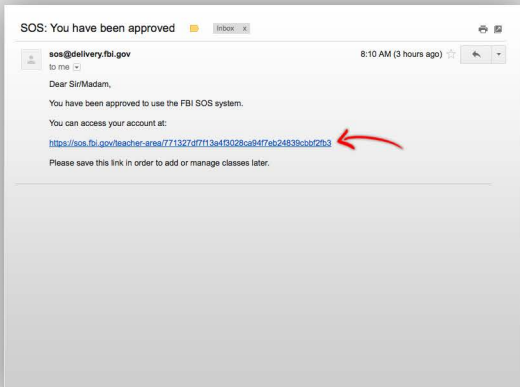 SOS: You have been approved
Inbox x
sos@delivery.fbi.gov
8:10 AM (3 hours ago)
to me
Dear Sir/Madam,
You have been approved to use the FBI SOS system.
You can access your account at:
https://sos.fbi.gov/teacher-area/771327df7f13a4f3028ca94f7eb24839cbbf2fb3
Please save this link in order to add or manage classes later.